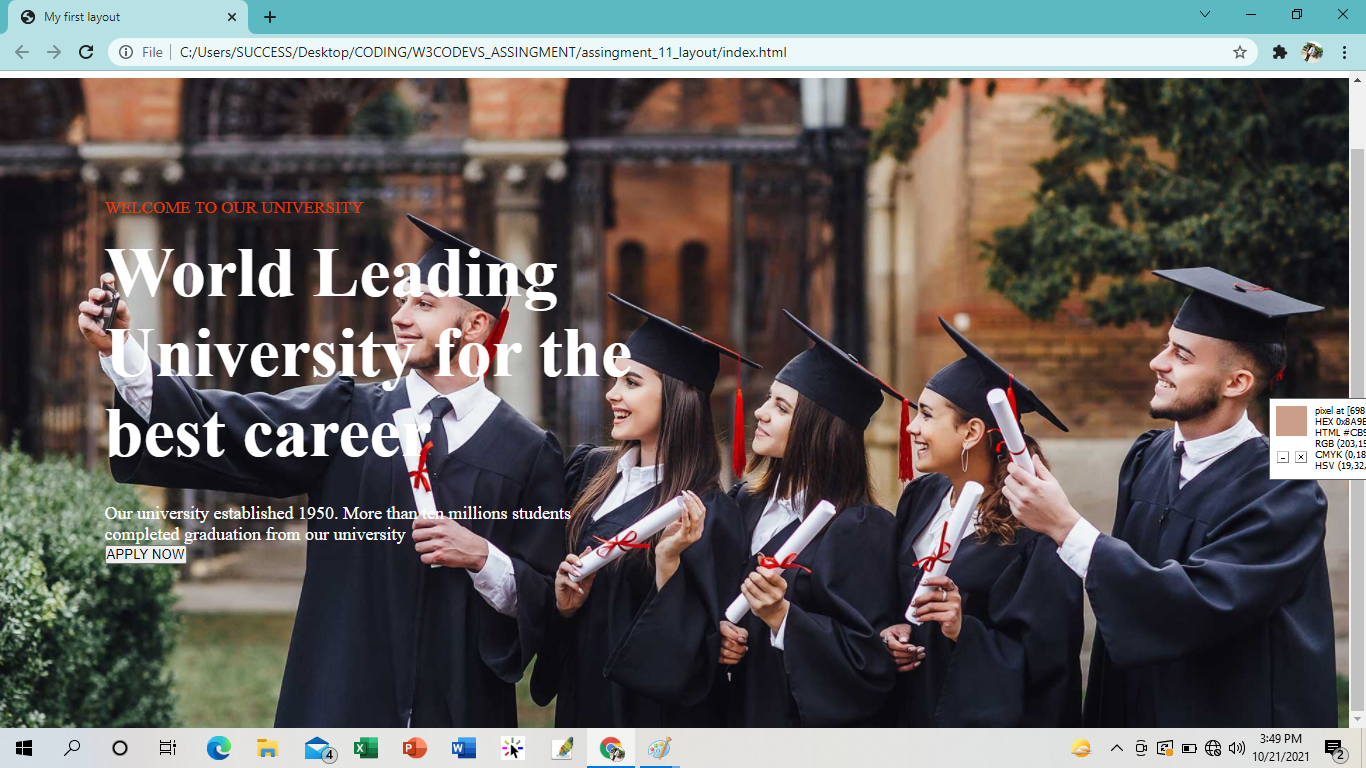 My first layout
File
C:/Users/SUCCESS/Desktop/CODING/W3CODEVS_ASSINGMENT/assingment_11_layout/index.html
WELCOME TO OUR UNIVERSITY
World Leading
University for the
best career
Our university established 1950. More than ten millions students
completed graduation from our university
APPLY NOW
pixel at [698
HEX 0x8A9E
HTML #CB9
RGB (203,15
CMYK (0,18
HSV (19,32,
4
3:49 PM
10/21/2021
2